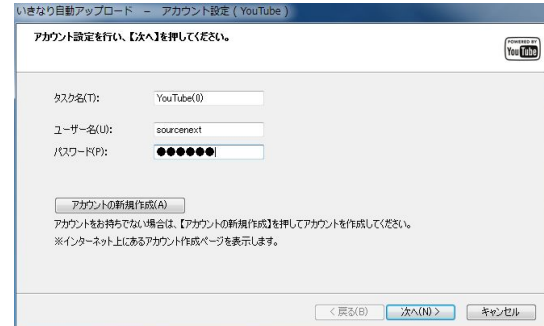 いきなり自動アップロード － アカウント設定 ( YouTube )
アカウント設定を行い、【次へ】を押してください。
POWERED BY
YouTube
タスク名(T): YouTube(0)
ユーザー名(U): sourcenext
パスワード(P): ●●●●●●
アカウントの新規作成(A)
アカウントをお持ちでない場合は、【アカウントの新規作成】を押してアカウントを作成してください。
※インターネット上にあるアカウント作成ページを表示します。
< 戻る(B) 次へ(N) > キャンセル